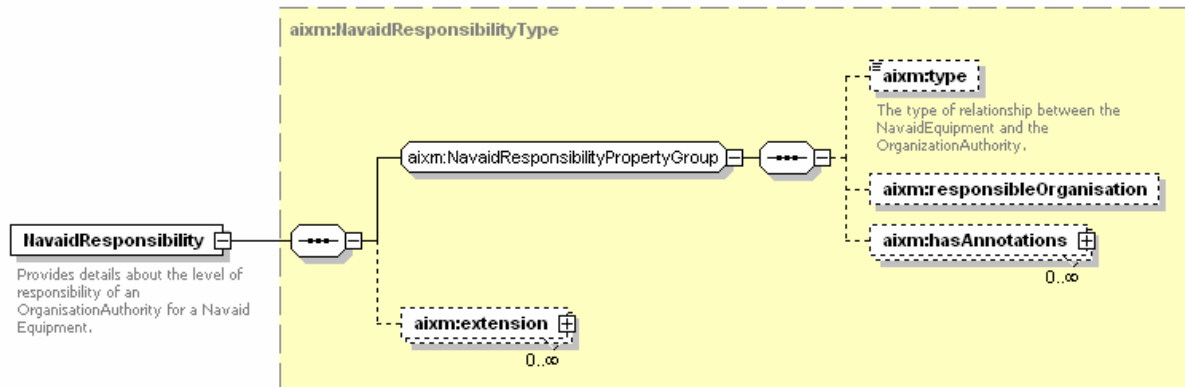 aixm:NavaidResponsibilityType
aixm:type
The type of relationship between the
NavaidEquipment and the
OrganizationAuthority.
aixm:NavaidResponsibilityPropertyGroup
aixm:responsibleOrganisation
NavaidResponsibility
aixm:hasAnnotations
0..∞
Provides details about the level of
responsibility of an
OrganisationAuthority for a Navaid
Equipment.
aixm:extension
0..∞